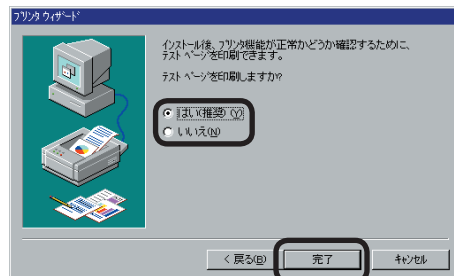 ﾌﾟﾘﾝﾀ ｳｨｻﾞｰﾄﾞ
ｲﾝｽﾄｰﾙ後、ﾌﾟﾘﾝﾀ機能が正常かどうか確認するために、
ﾃｽﾄ ﾍﾟｰｼﾞを印刷できます。
ﾃｽﾄ ﾍﾟｰｼﾞを印刷しますか?
はい(推奨)(Y)
いいえ(N)
< 戻る(B)
完了
ｷｬﾝｾﾙ